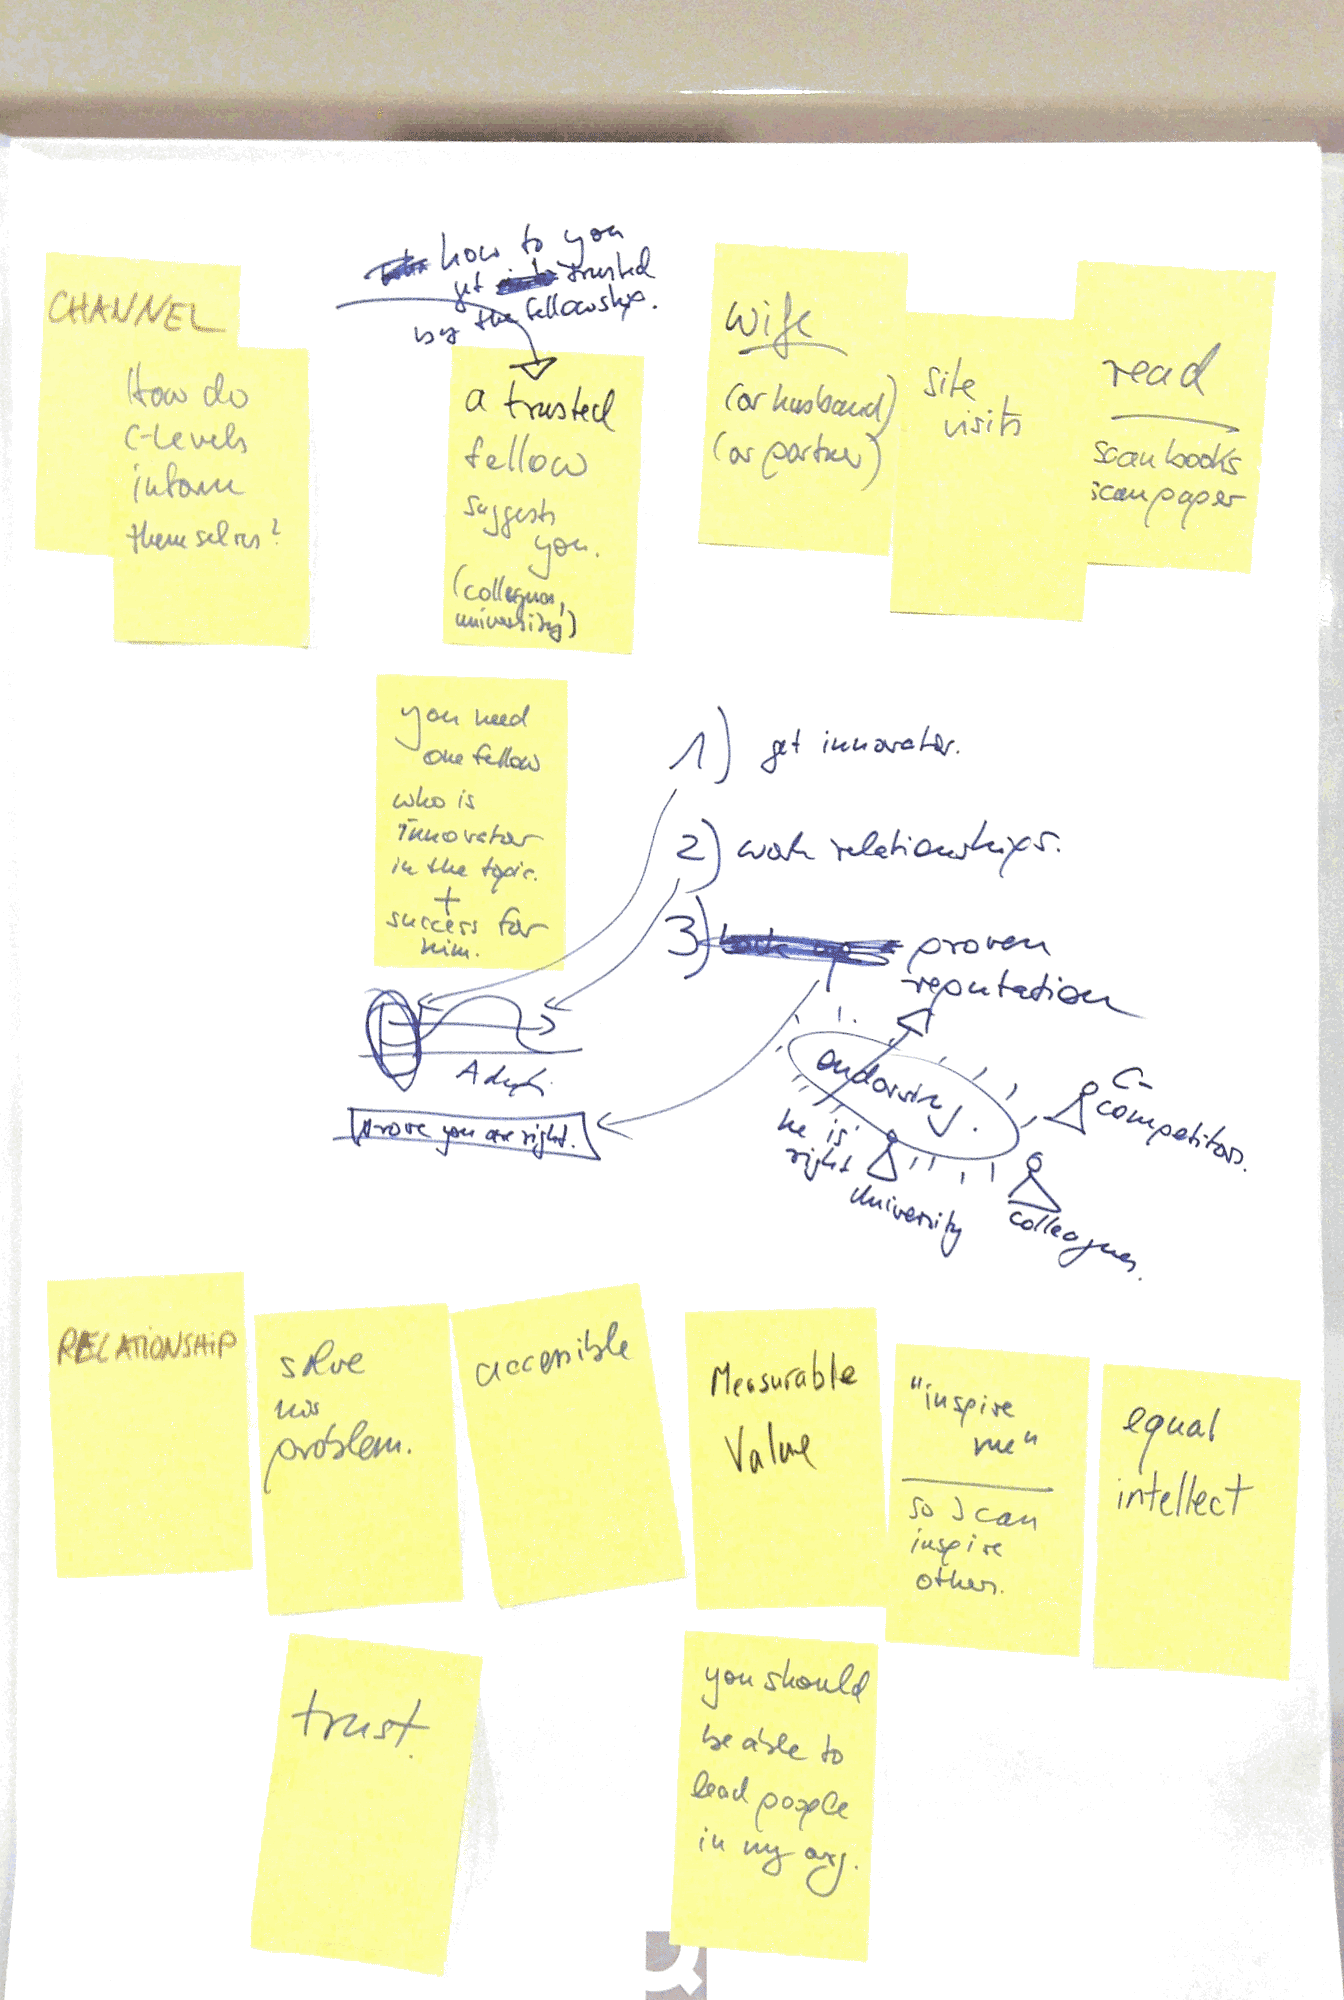 CHANNEL
How do
C-Levels
inform
themselves?
how to you
get trusted
by the fellowship.
a trusted
fellow
suggests
you.
(colleagues,
university)
wife
(or husband)
(or partner)
site
visits
read
scan books
scan paper
you need
one fellow
who is
innovator
in the topic.
+
success for
him.
1) get innovator.
2) work relationships.
3) proven
reputation
Prove you are right.
endorsing.
he is
right
university
colleagues.
C-
competitors.
RELATIONSHIP
solve
his
problem.
accessible
Measurable
Value
"inspire
me"
so I can
inspire
others.
equal
intellect
trust.
you should
be able to
lead people
in my org.